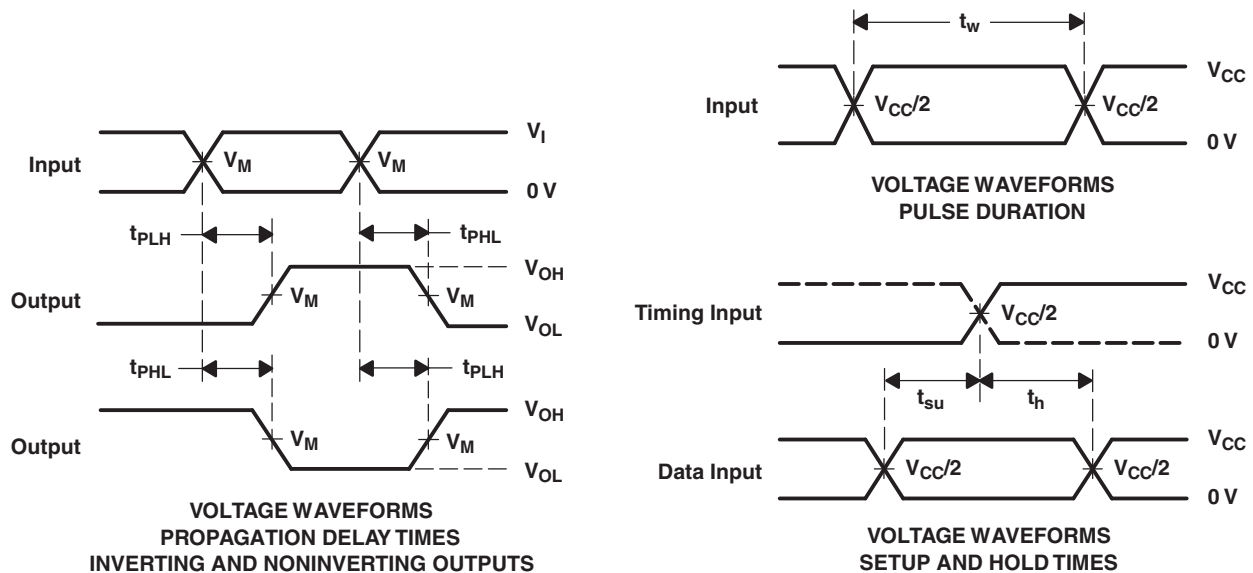 Input
V_M
V_M
V_I
0 V
t_PLH
t_PHL
Output
V_M
V_M
V_OH
V_OL
t_PHL
t_PLH
Output
V_M
V_M
V_OH
V_OL
VOLTAGE WAVEFORMS
PROPAGATION DELAY TIMES
INVERTING AND NONINVERTING OUTPUTS
t_w
Input
V_CC/2
V_CC/2
V_CC
0 V
VOLTAGE WAVEFORMS
PULSE DURATION
Timing Input
V_CC/2
V_CC
0 V
t_su
t_h
Data Input
V_CC/2
V_CC/2
V_CC
0 V
VOLTAGE WAVEFORMS
SETUP AND HOLD TIMES